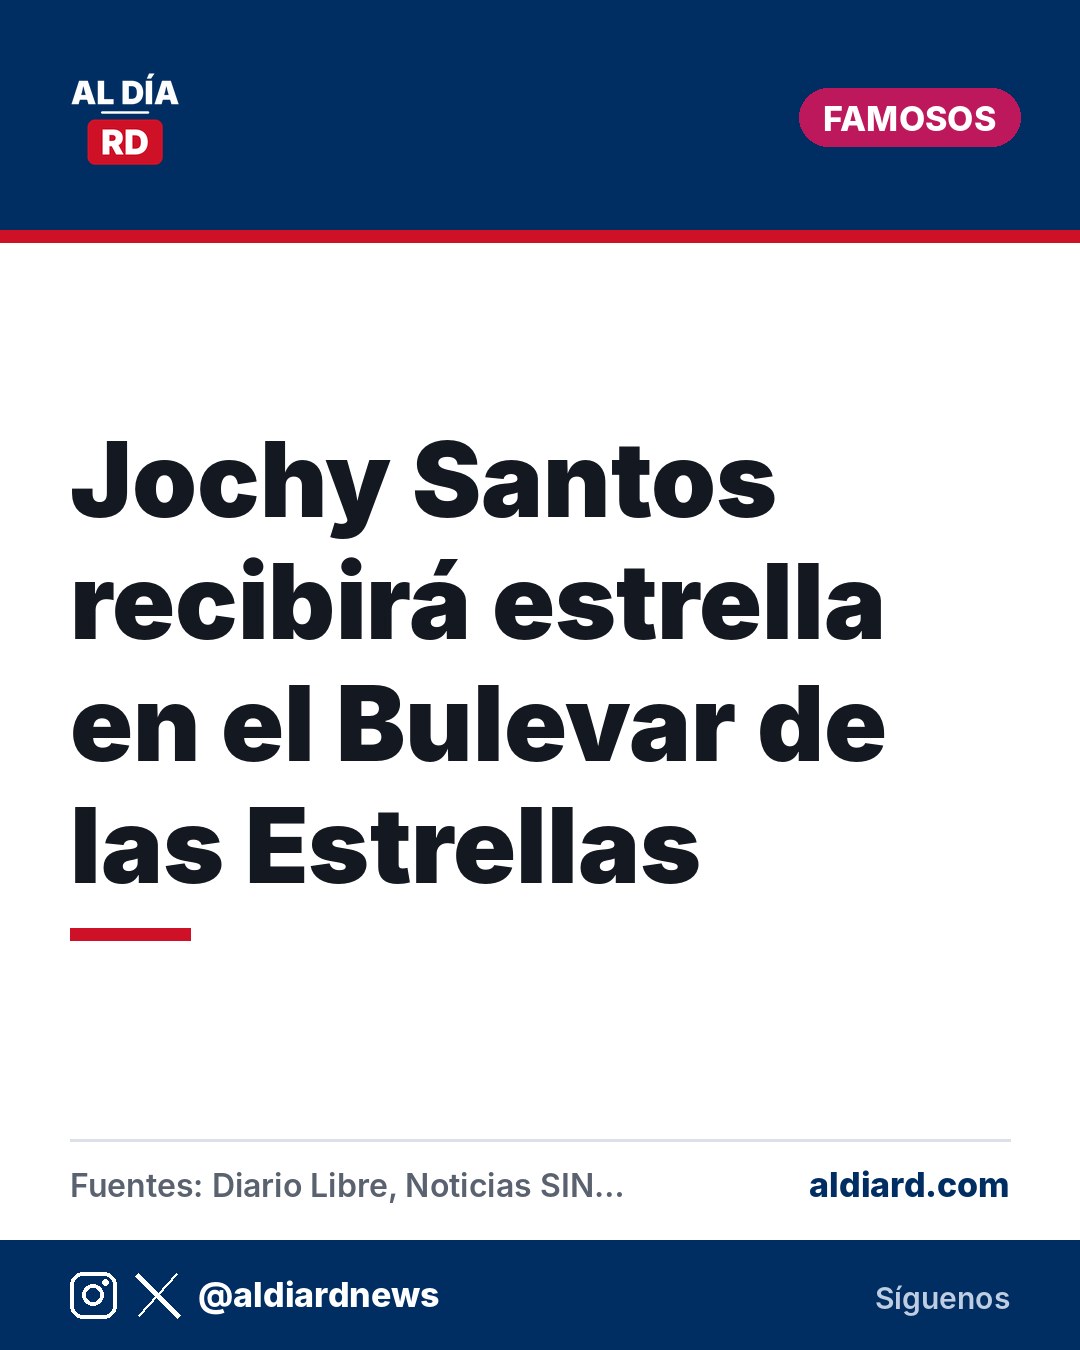 AL DÍA
RD
FAMOSOS
Jochy Santos
recibirá estrella
en el Bulevar de
las Estrellas
Fuentes: Diario Libre, Noticias SIN...
aldiard.com
@aldiardnews
Síguenos